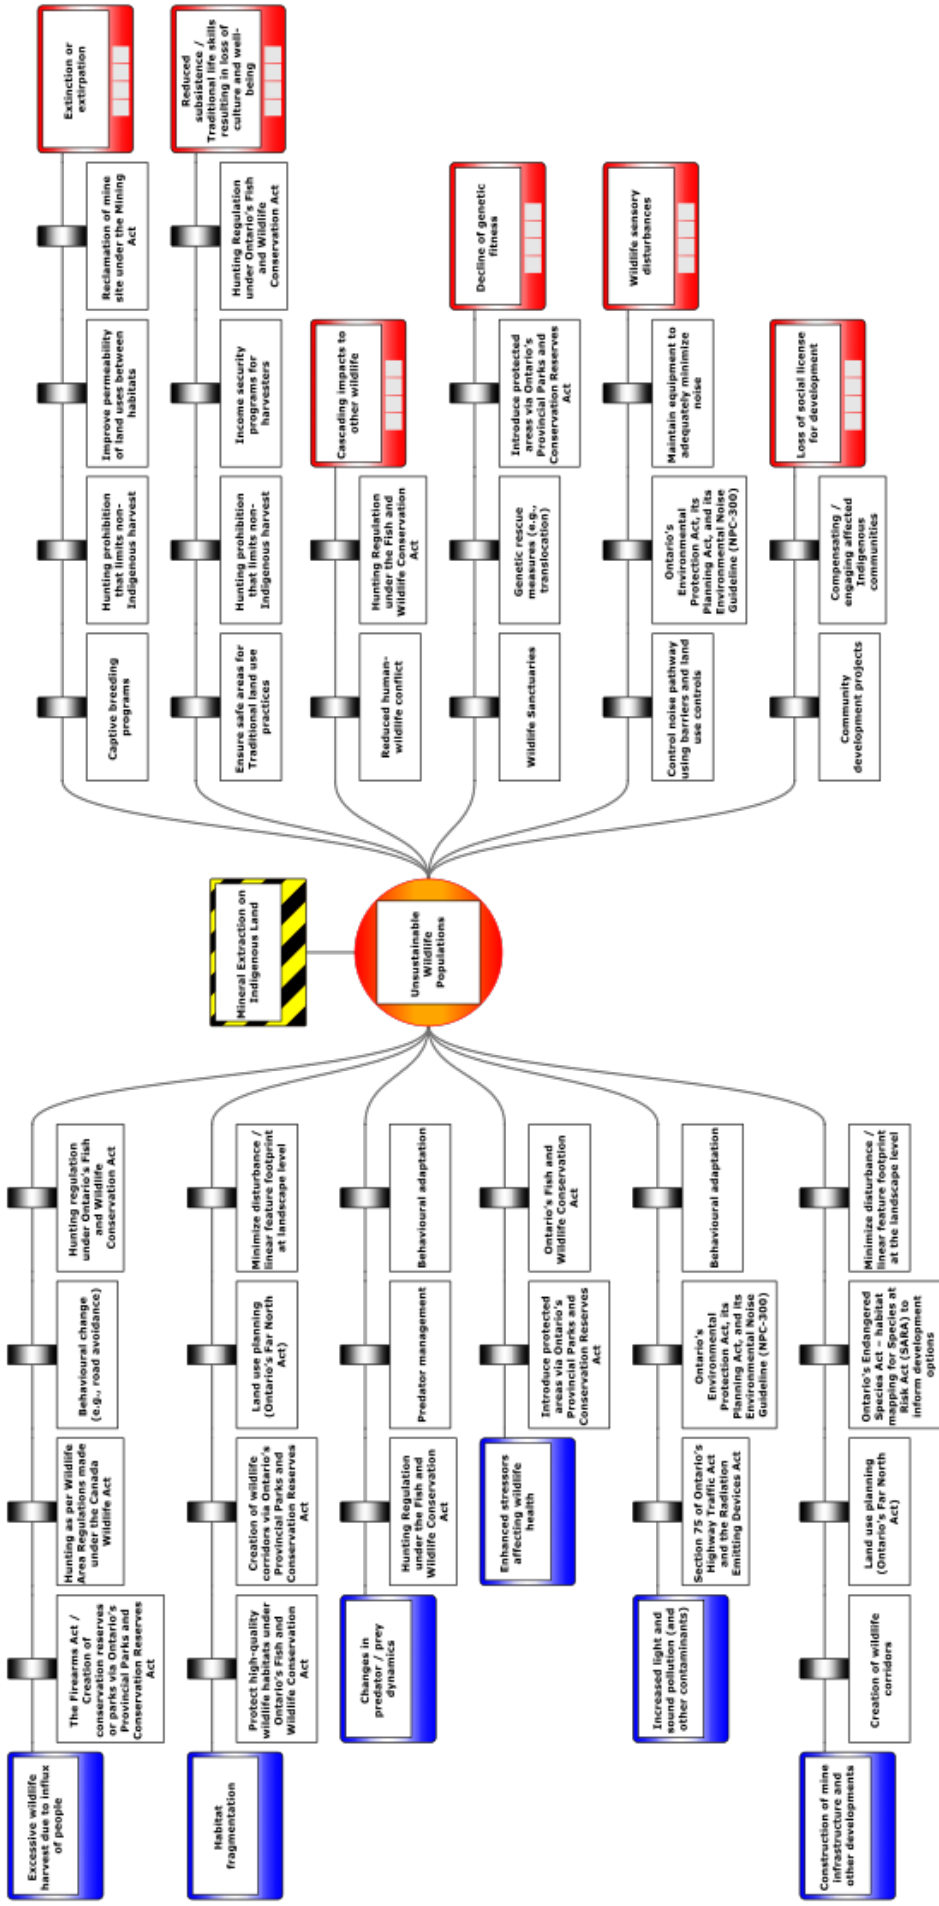 Mineral Extraction on
Indigenous Land
Unsustainable
Wildlife
Populations
Excessive wildlife
harvest due to influx
of people
The Firearms Act /
Creation of
conservation reserves
or parks via Ontario's
Provincial Parks and
Conservation Reserves
Act
Hunting as per Wildlife
Area Regulations made
under the Canada
Wildlife Act
Behavioural change
(e.g., road avoidance)
Hunting regulation
under Ontario's Fish
and Wildlife
Conservation Act
Habitat
fragmentation
Protect high-quality
wildlife habitats under
Ontario's Fish and
Wildlife Conservation
Act
Creation of wildlife
corridors via Ontario's
Provincial Parks and
Conservation Reserves
Act
Land use planning
(Ontario's Far North
Act)
Minimize disturbance /
linear feature footprint
at landscape level
Changes in
predator / prey
dynamics
Hunting Regulation
under the Fish and
Wildlife Conservation
Act
Predator management
Behavioural adaptation
Enhanced stressors
affecting wildlife
health
Introduce protected
areas via Ontario's
Provincial Parks and
Conservation Reserves
Act
Ontario's Fish and
Wildlife Conservation
Act
Increased light and
sound pollution (and
other contaminants)
Section 75 of Ontario's
Highway Traffic Act
and the Radiation
Emitting Devices Act
Ontario's
Environmental
Protection Act, its
Planning Act, and its
Environmental Noise
Guideline (NPC-300)
Behavioural adaptation
Construction of mine
infrastructure and
other developments
Creation of wildlife
corridors
Land use planning
(Ontario's Far North
Act)
Ontario's Endangered
Species Act – habitat
mapping for Species at
Risk Act (SARA) to
inform development
options
Minimize disturbance /
linear feature footprint
at the landscape level
Captive breeding
programs
Hunting prohibition
that limits non-
Indigenous harvest
Improve permeability
of land uses between
habitats
Reclamation of mine
site under the Mining
Act
Extinction or
extirpation
Ensure safe areas for
Traditional land use
practices
Hunting prohibition
that limits non-
Indigenous harvest
Income security
programs for
harvesters
Hunting Regulation
under Ontario's Fish
and Wildlife
Conservation Act
Reduced
subsistence /
Traditional life skills
resulting in loss of
culture and well-
being
Reduced human-
wildlife conflict
Hunting Regulation
under the Fish and
Wildlife Conservation
Act
Cascading impacts to
other wildlife
Wildlife Sanctuaries
Genetic rescue
measures (e.g.,
translocation)
Introduce protected
areas via Ontario's
Provincial Parks and
Conservation Reserves
Act
Decline of genetic
fitness
Control noise pathway
using barriers and land
use controls
Ontario's
Environmental
Protection Act, its
Planning Act, and its
Environmental Noise
Guideline (NPC-300)
Maintain equipment to
adequately minimize
noise
Wildlife sensory
disturbances
Community
development projects
Compensating /
engaging affected
Indigenous
communities
Loss of social license
for development